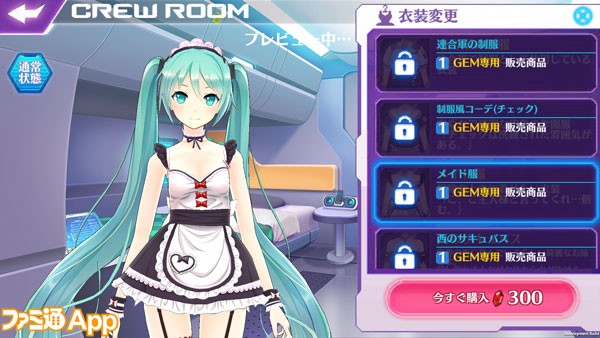 CREW ROOM
プレビュー中…
通常
状態
衣装変更
連合軍の制服
1 GEM専用 販売商品
制服風コーデ(チェック)
1 GEM専用 販売商品
メイド服
1 GEM専用 販売商品
西のサキュバス
1 GEM専用 販売商品
今すぐ購入 300
ファミ通App
Development Build